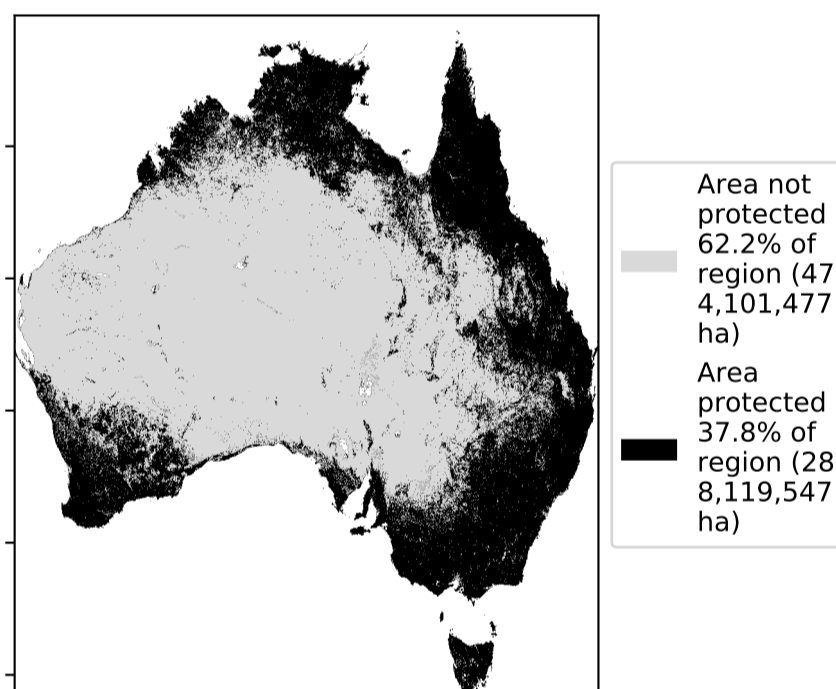 Area not
protected
62.2% of
region (47
4,101,477
ha)
Area
protected
37.8% of
region (28
8,119,547
ha)